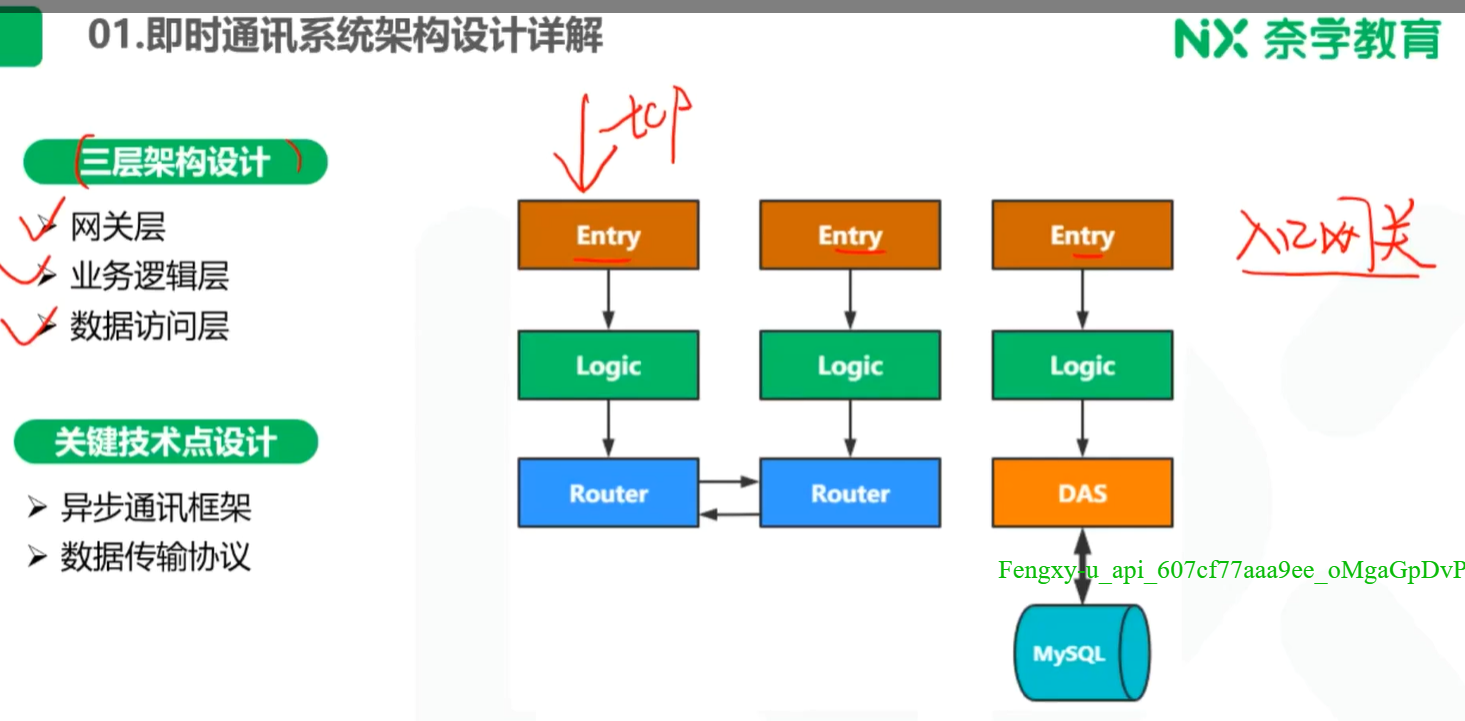 01.即时通讯系统架构设计详解
NX 奈学教育
三层架构设计
网关层
业务逻辑层
数据访问层
关键技术点设计
异步通讯框架
数据传输协议
tcp
Entry
Entry
Entry
入口网关
Logic
Logic
Logic
Router
Router
DAS
Fengxy-u_api_607cf77aaa9ee_oMgaGpDvP
MySQL